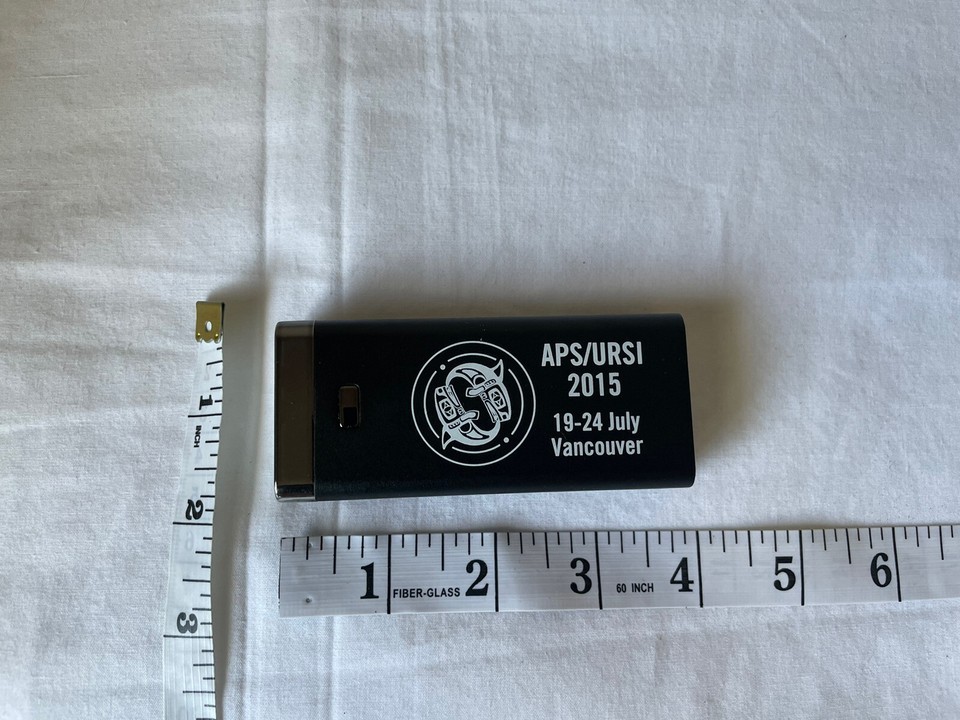 APS/URSI
2015
19-24 July
Vancouver
1 INCH
2
3
1 FIBER-GLASS 2 3 60 INCH 4 5 6